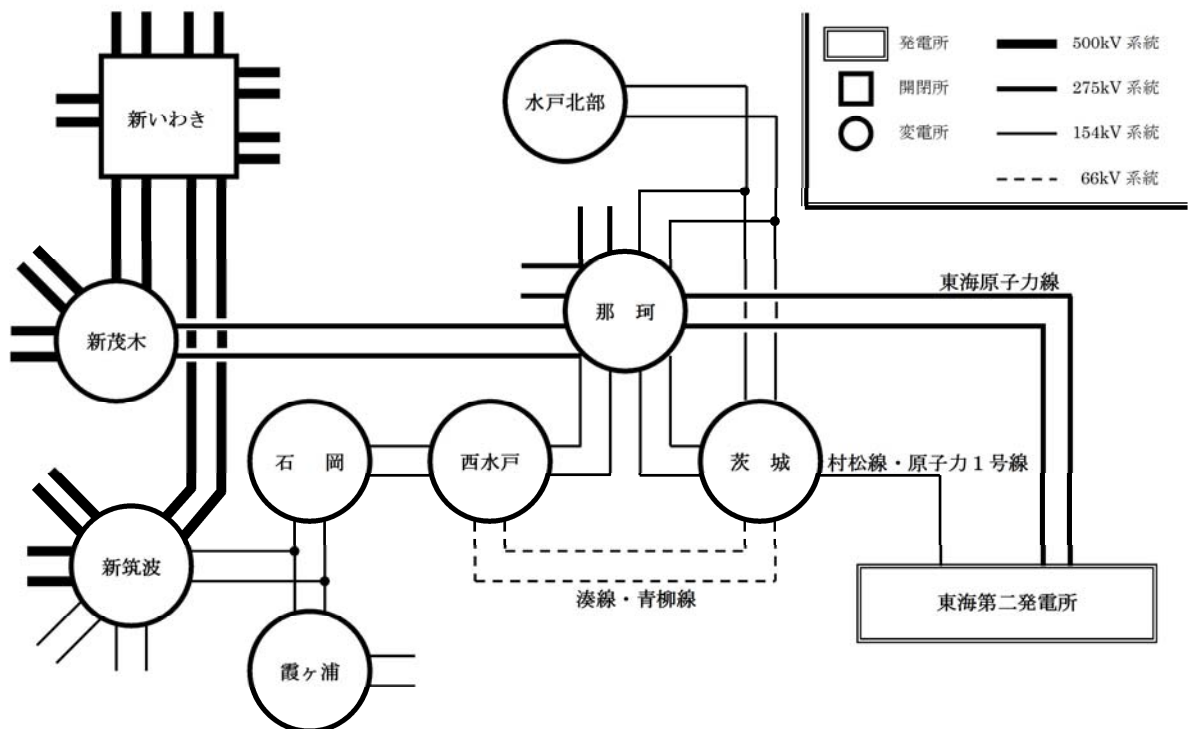 発電所
500kV 系統
開閉所
275kV 系統
変電所
154kV 系統
66kV 系統
新いわき
水戸北部
東海原子力線
那 珂
新茂木
石 岡
西水戸
茨 城
村松線・原子力１号線
新筑波
湊線・青柳線
東海第二発電所
霞ヶ浦